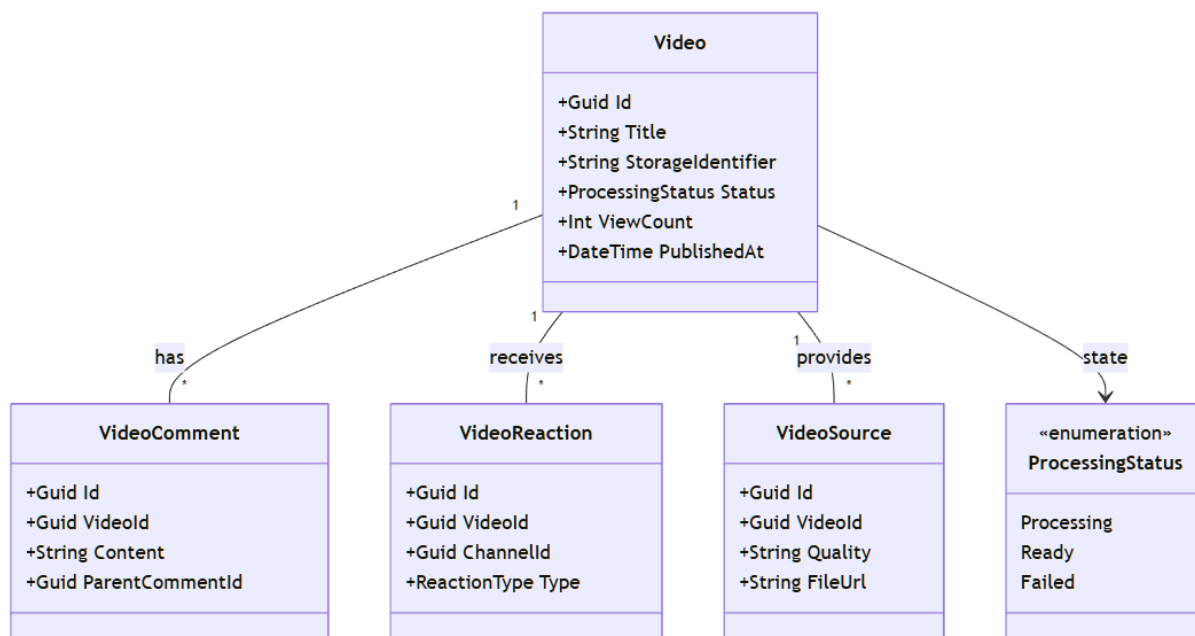 Video
+Guid Id
+String Title
+String StorageIdentifier
+ProcessingStatus Status
+Int ViewCount
+DateTime PublishedAt
1
1
1
has
receives
provides
state
*
*
*
VideoComment
+Guid Id
+Guid VideoId
+String Content
+Guid ParentCommentId
VideoReaction
+Guid Id
+Guid VideoId
+Guid ChannelId
+ReactionType Type
VideoSource
+Guid Id
+Guid VideoId
+String Quality
+String FileUrl
«enumeration»
ProcessingStatus
Processing
Ready
Failed